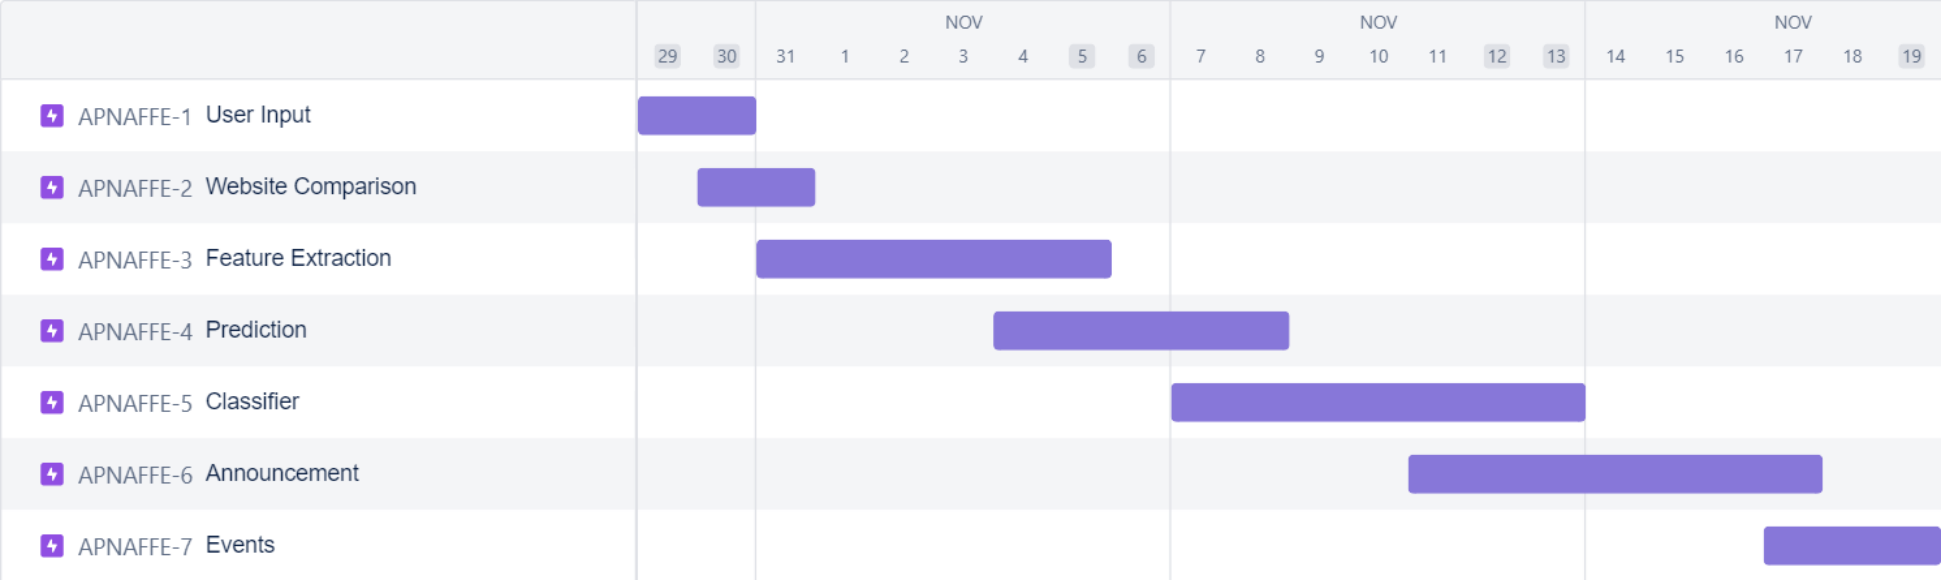 NOV NOV NOV
29 30 31 1 2 3 4 5 6 7 8 9 10 11 12 13 14 15 16 17 18 19
APNAFFE-1 User Input
APNAFFE-2 Website Comparison
APNAFFE-3 Feature Extraction
APNAFFE-4 Prediction
APNAFFE-5 Classifier
APNAFFE-6 Announcement
APNAFFE-7 Events